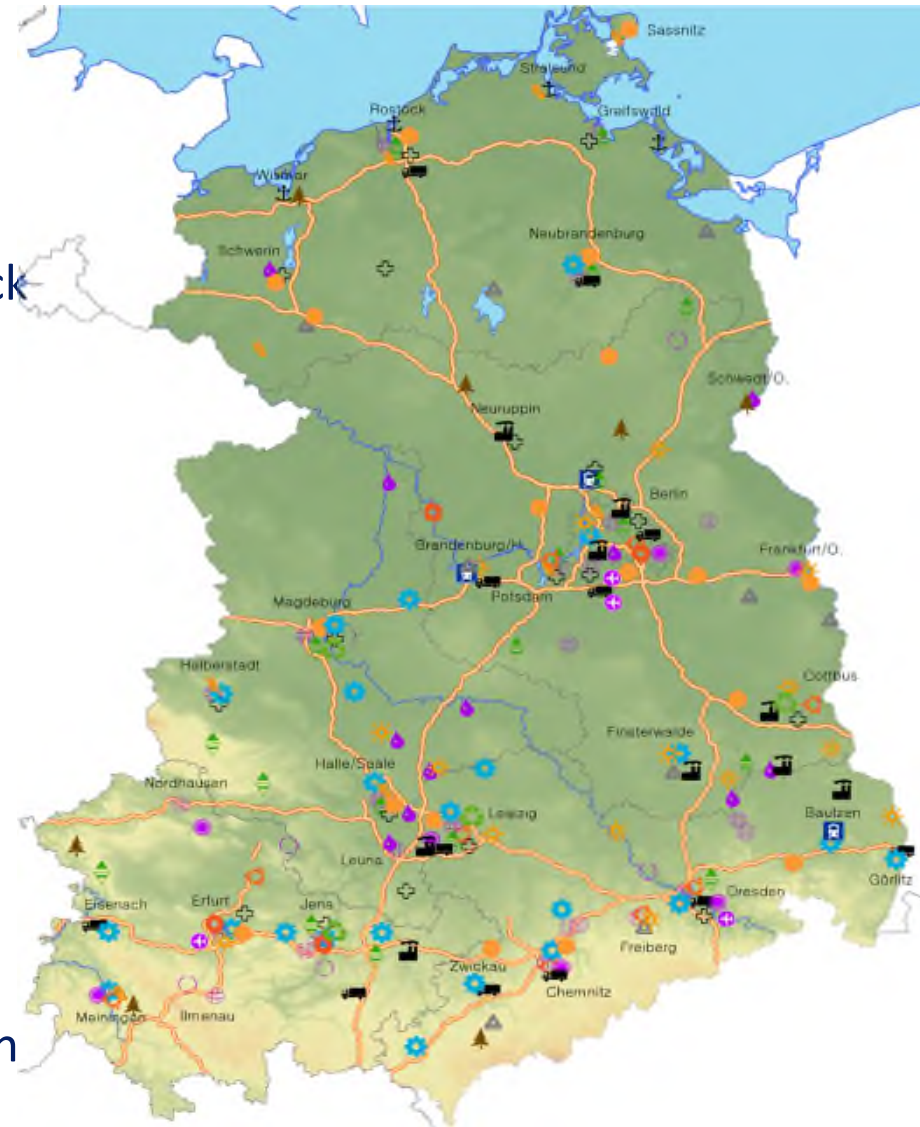 Sassnitz
Stralsund
Rostock
Greifswald
Wismar
Neubrandenburg
Schwerin
ck
Schwedt/O.
Neuruppin
Berlin
Brandenburg/H.
Frankfurt/O.
Potsdam
Magdeburg
Halberstadt
Cottbus
Finsterwalde
Halle/Saale
Nordhausen
Leipzig
Bautzen
Leuna
Görlitz
Dresden
Eisenach
Erfurt
Jena
Freiberg
Zwickau
Chemnitz
Meiningen
Ilmenau
n